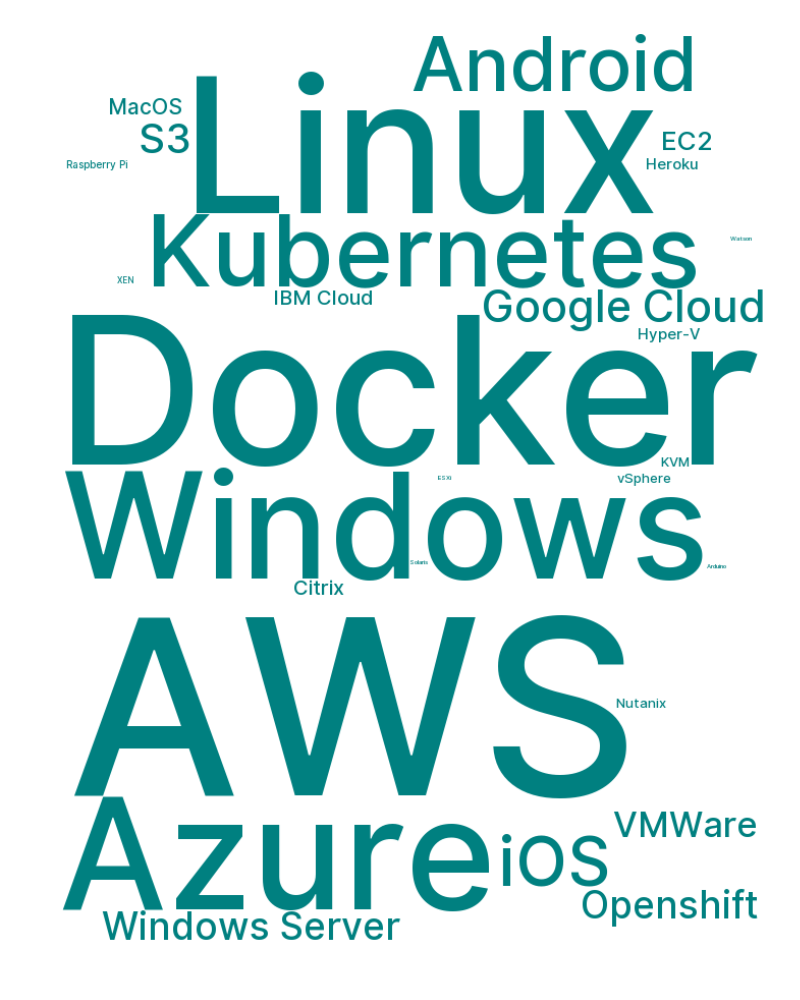 Android
MacOS
Linux
S3
EC2
Raspberry Pi
Heroku
Kubernetes
Watson
XEN
IBM Cloud
Google Cloud
Hyper-V
Docker
KVM
Windows
ESXi
vSphere
Solaris
Arduino
Citrix
AWS
Nutanix
Azure
iOS
VMWare
Openshift
Windows Server